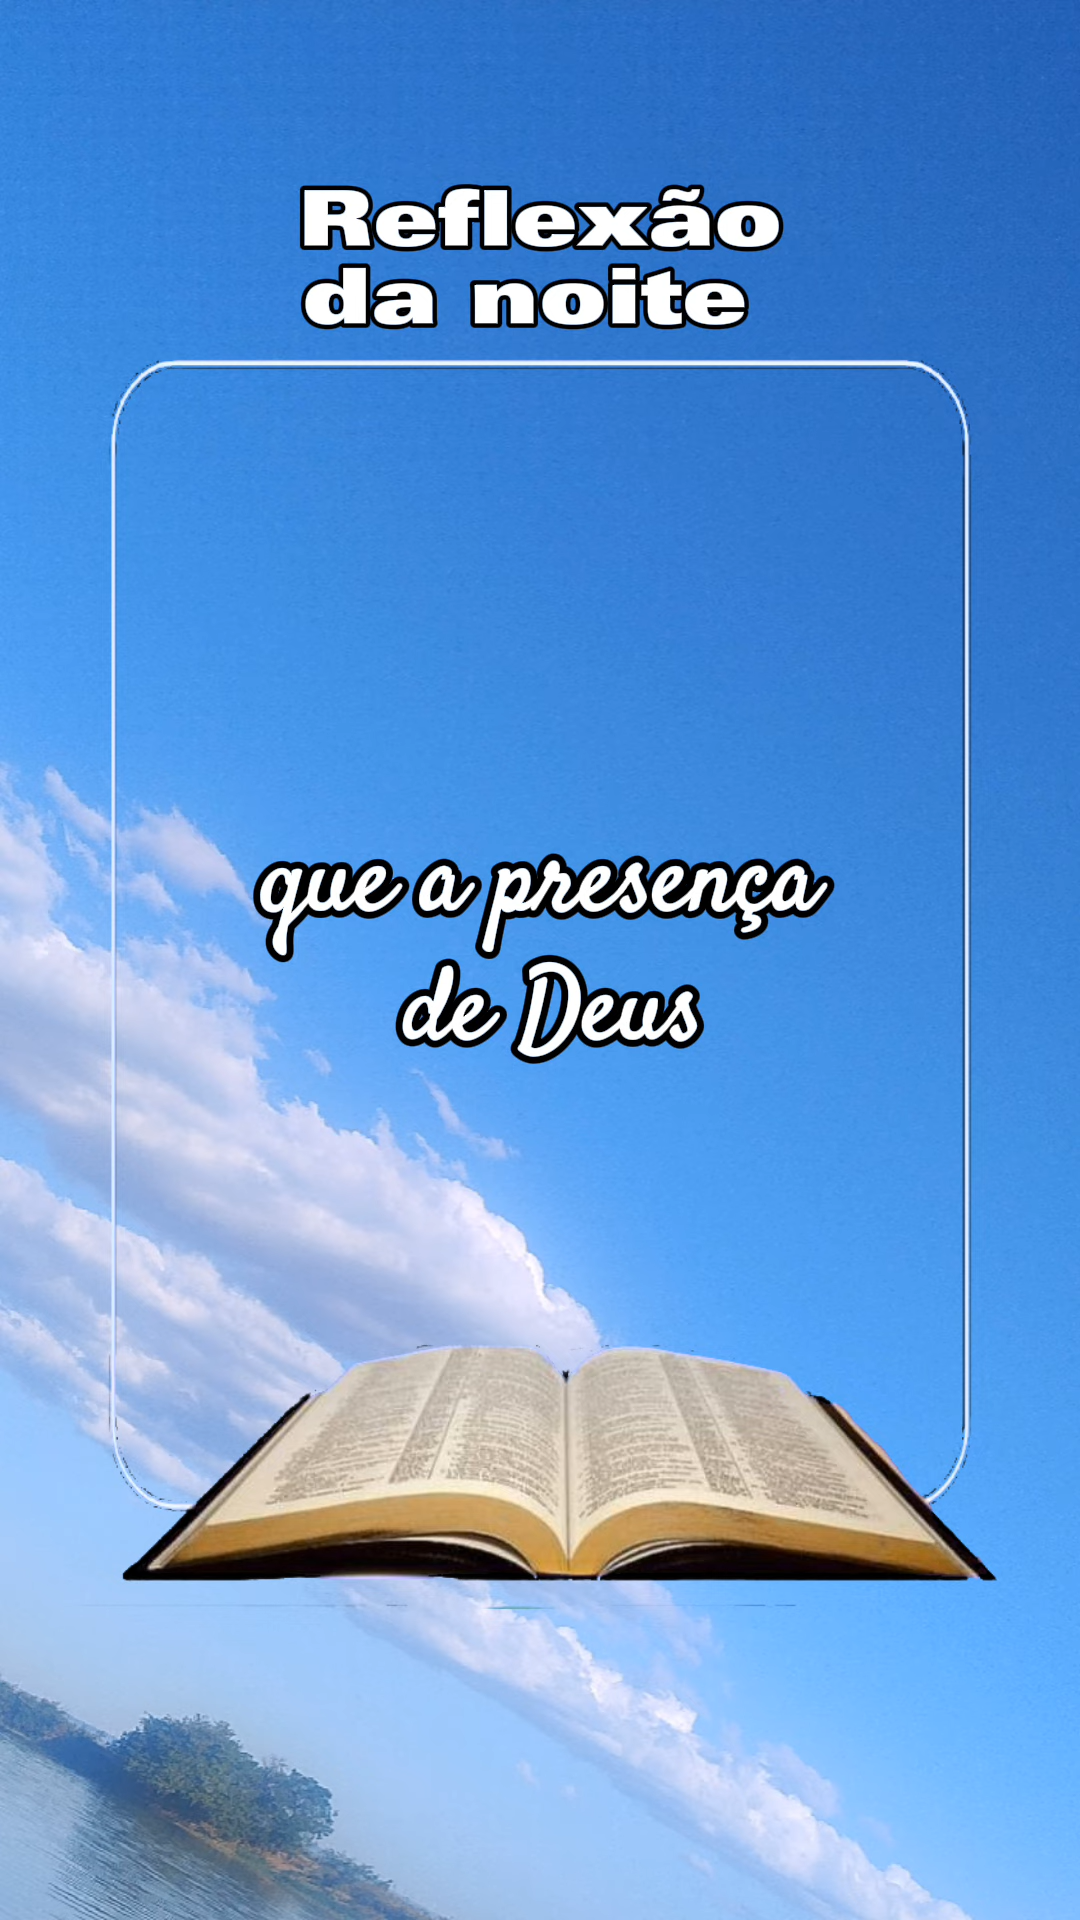 Reflexão
da noite
que a presença
de Deus